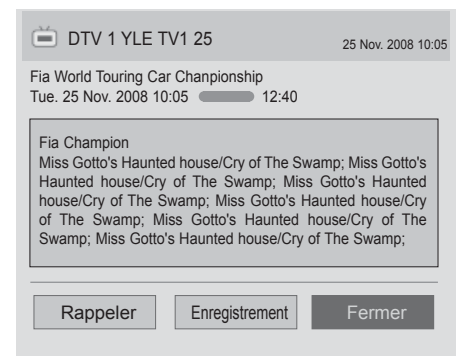 DTV 1 YLE TV1 25
25 Nov. 2008 10:05
Fia World Touring Car Chanpionship
Tue. 25 Nov. 2008 10:05 12:40
Fia Champion
Miss Gotto's Haunted house/Cry of The Swamp; Miss Gotto's
Haunted house/Cry of The Swamp; Miss Gotto's Haunted
house/Cry of The Swamp; Miss Gotto's Haunted house/Cry
of The Swamp; Miss Gotto's Haunted house/Cry of The
Swamp; Miss Gotto's Haunted house/Cry of The Swamp;
Rappeler
Enregistrement
Fermer